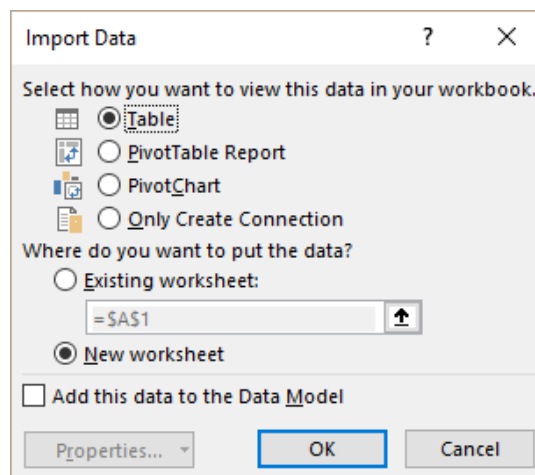 Import Data
?
Select how you want to view this data in your workbook.
Table
PivotTable Report
PivotChart
Only Create Connection
Where do you want to put the data?
Existing worksheet:
=$A$1
New worksheet
Add this data to the Data Model
Properties...
OK
Cancel